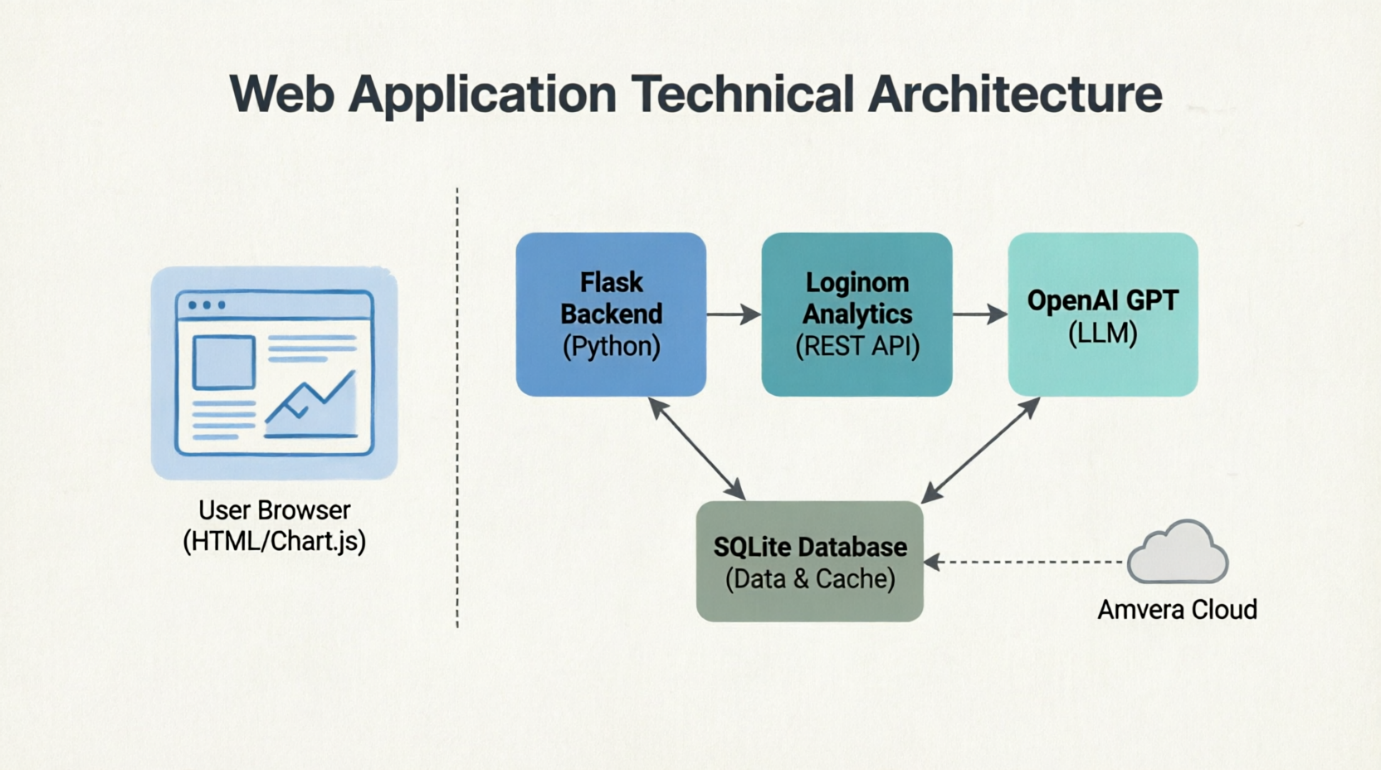 Web Application Technical Architecture
User Browser
(HTML/Chart.js)
Flask
Backend
(Python)
Loginom
Analytics
(REST API)
OpenAI GPT
(LLM)
SQLite Database
(Data & Cache)
Amvera Cloud